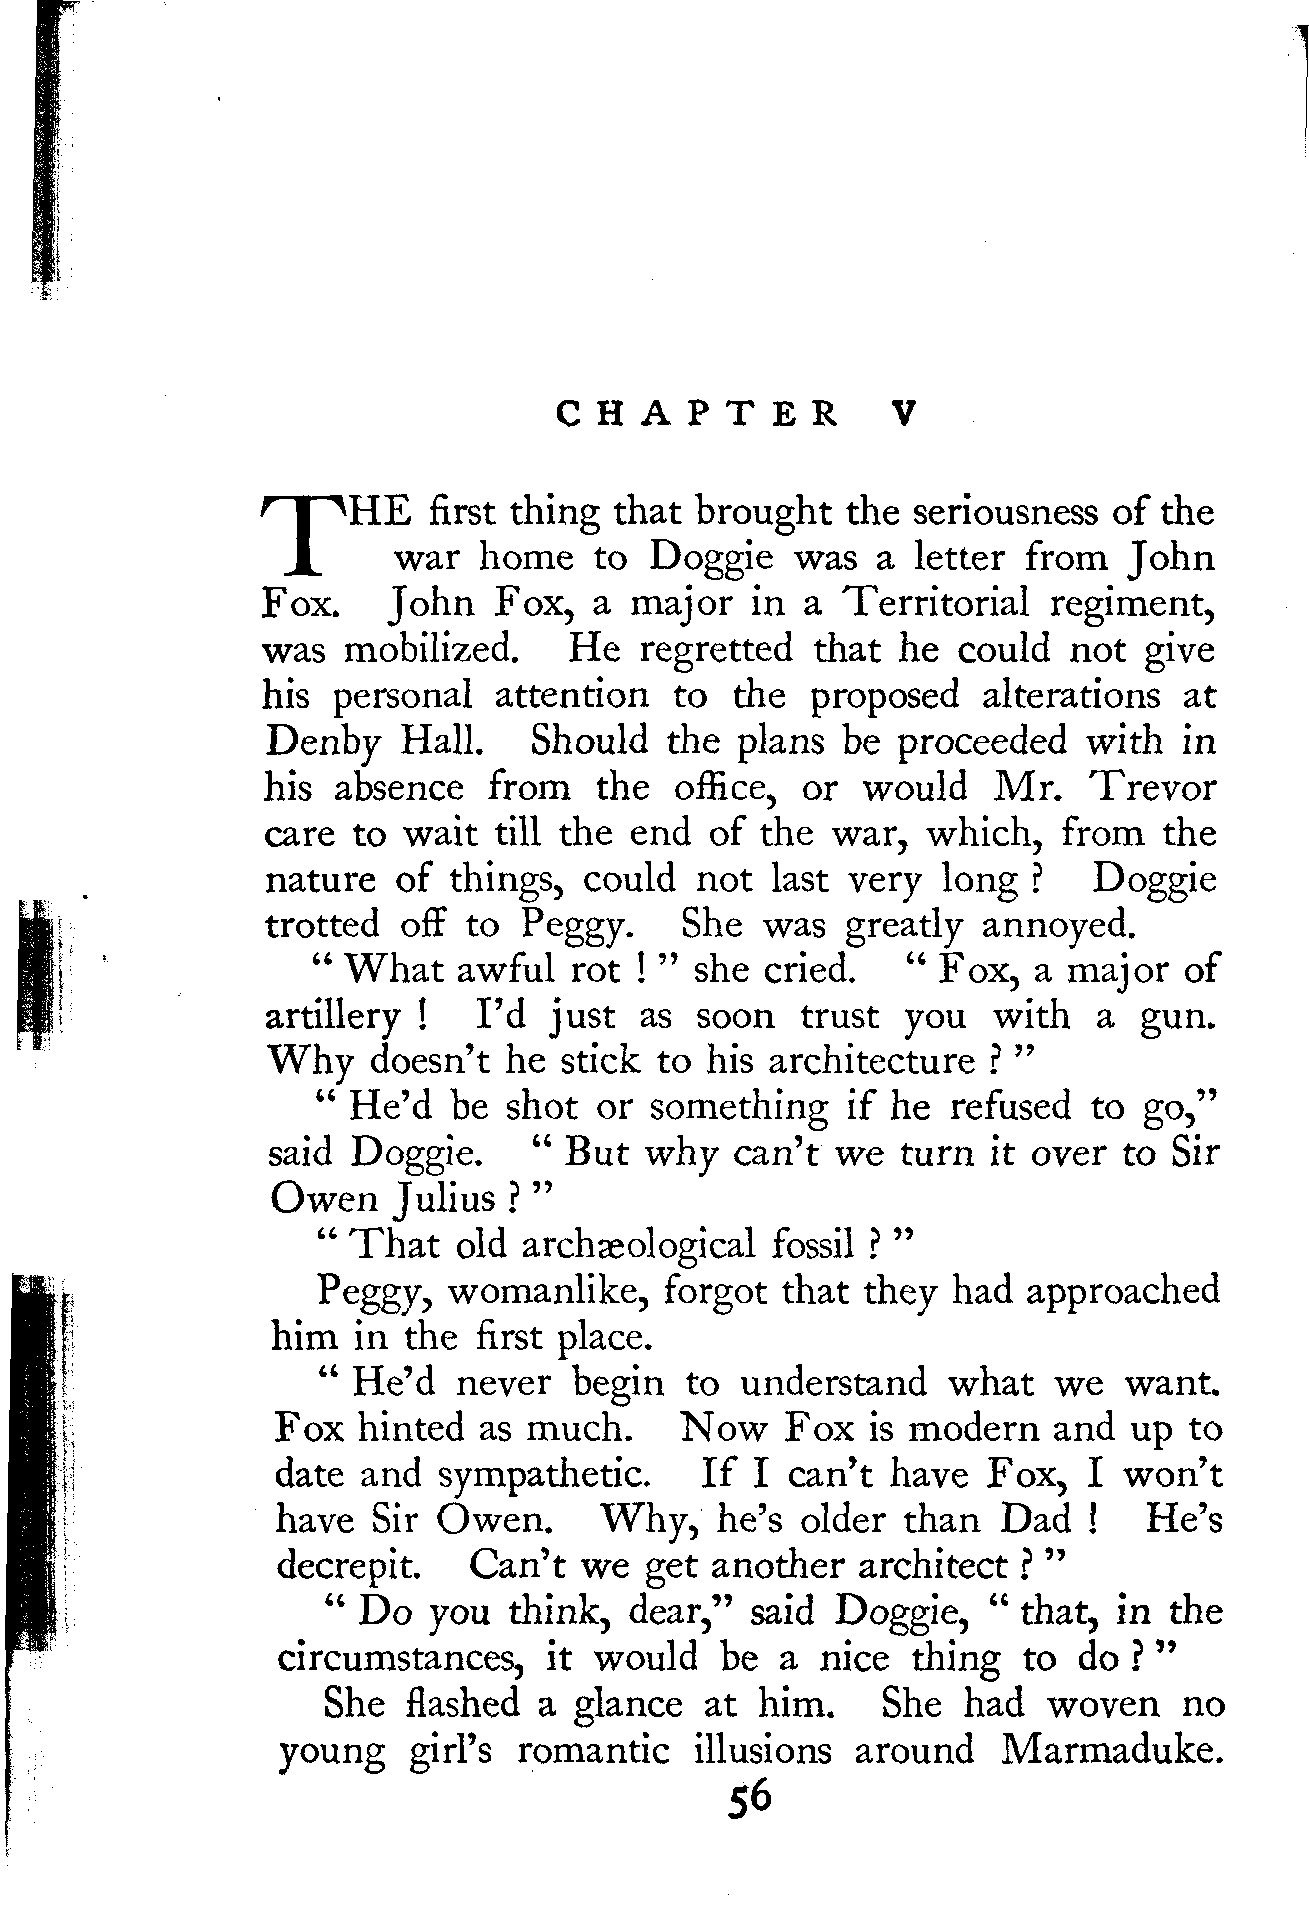 CHAPTER V
THE first thing that brought the seriousness of the
war home to Doggie was a letter from John
Fox. John Fox, a major in a Territorial regiment,
was mobilized. He regretted that he could not give
his personal attention to the proposed alterations at
Denby Hall. Should the plans be proceeded with in
his absence from the office, or would Mr. Trevor
care to wait till the end of the war, which, from the
nature of things, could not last very long ? Doggie
trotted off to Peggy. She was greatly annoyed.
“ What awful rot ! ” she cried. “ Fox, a major of
artillery ! I’d just as soon trust you with a gun.
Why doesn’t he stick to his architecture ? ”
“ He’d be shot or something if he refused to go,”
said Doggie. “ But why can’t we turn it over to Sir
Owen Julius ? ”
“ That old archæological fossil ? ”
Peggy, womanlike, forgot that they had approached
him in the first place.
“ He’d never begin to understand what we want.
Fox hinted as much. Now Fox is modern and up to
date and sympathetic. If I can’t have Fox, I won’t
have Sir Owen. Why, he’s older than Dad ! He’s
decrepit. Can’t we get another architect ? ”
“ Do you think, dear,” said Doggie, “ that, in the
circumstances, it would be a nice thing to do ? ”
She flashed a glance at him. She had woven no
young girl’s romantic illusions around Marmaduke.
56